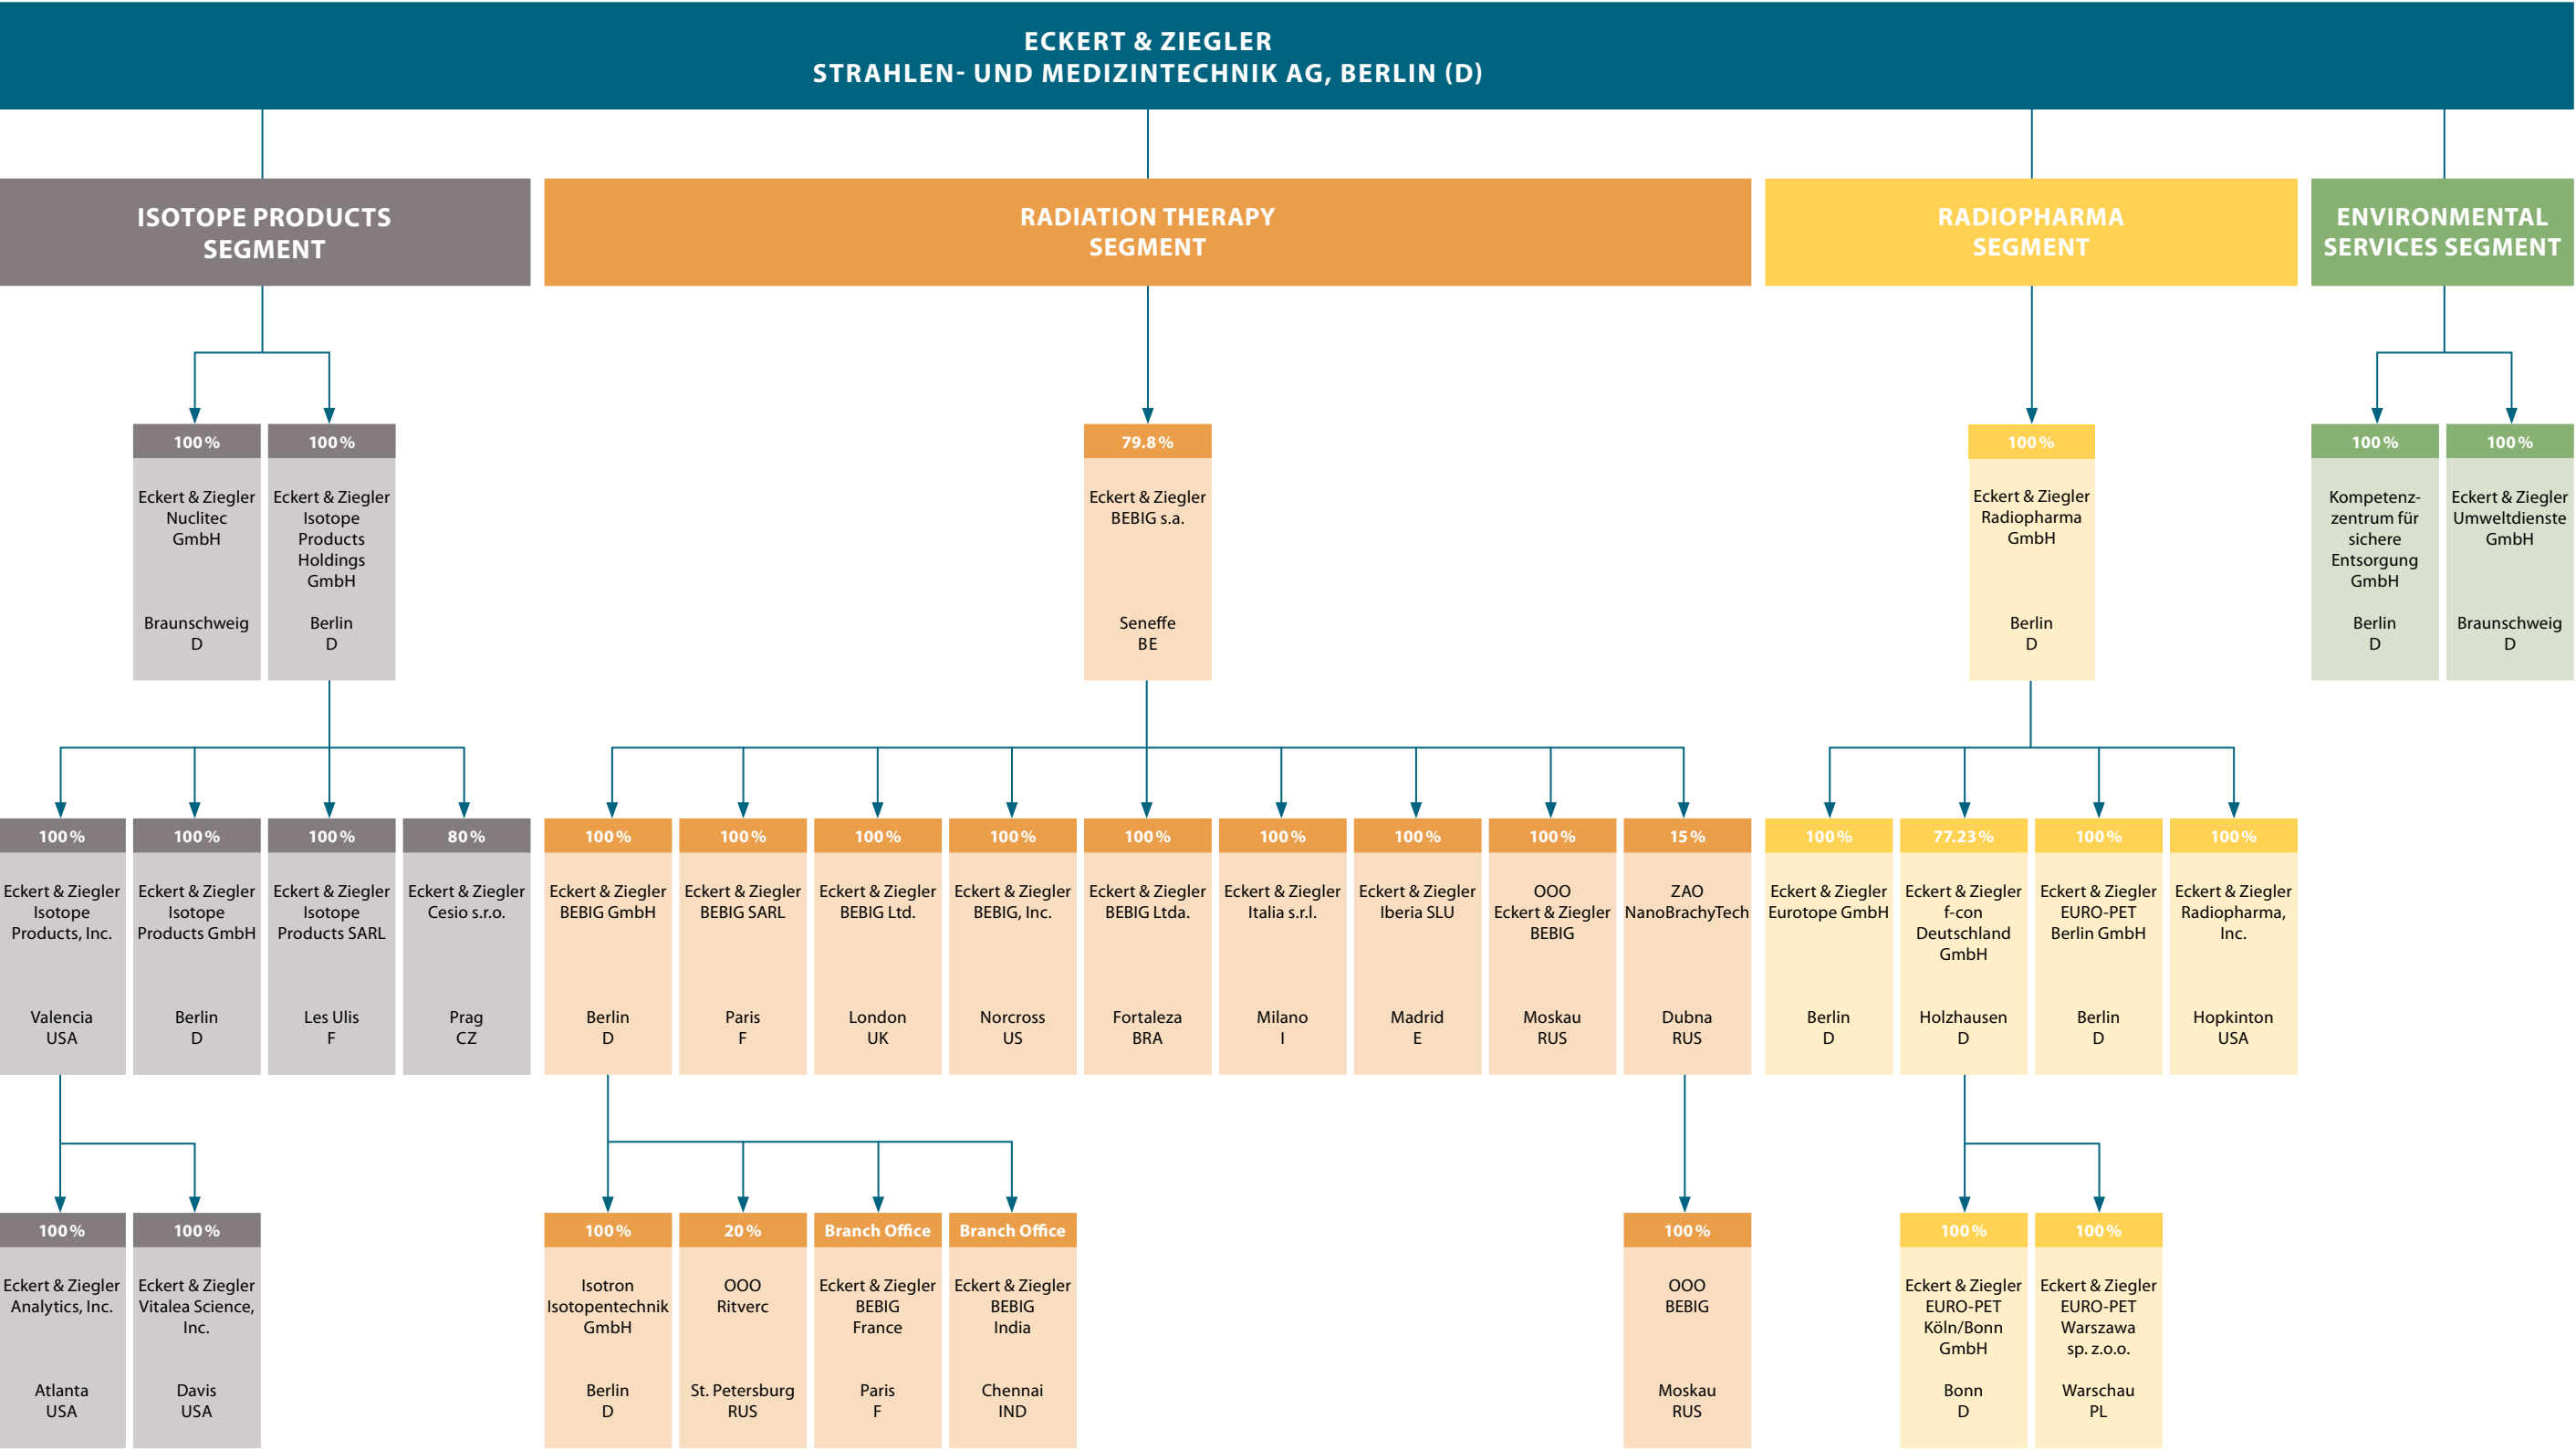 ECKERT & ZIEGLER
STRAHLEN- UND MEDIZINTECHNIK AG, BERLIN (D)
ISOTOPE PRODUCTS
SEGMENT
RADIATION THERAPY
SEGMENT
RADIOPHARMA
SEGMENT
ENVIRONMENTAL
SERVICES SEGMENT
100 %
Eckert & Ziegler
Nuclitec
GmbH
Braunschweig
D
100 %
Eckert & Ziegler
Isotope
Products
Holdings
GmbH
Berlin
D
79.8 %
Eckert & Ziegler
BEBIG s.a.
Seneffe
BE
100 %
Eckert & Ziegler
Radiopharma
GmbH
Berlin
D
100 %
Kompetenz-
zentrum für
sichere
Entsorgung
GmbH
Berlin
D
100 %
Eckert & Ziegler
Umweltdienste
GmbH
Braunschweig
D
100 %
Eckert & Ziegler
Isotope
Products, Inc.
Valencia
USA
100 %
Eckert & Ziegler
Isotope
Products GmbH
Berlin
D
100 %
Eckert & Ziegler
Isotope
Products SARL
Les Ulis
F
80 %
Eckert & Ziegler
Cesio s.r.o.
Prag
CZ
100 %
Eckert & Ziegler
BEBIG GmbH
Berlin
D
100 %
Eckert & Ziegler
BEBIG SARL
Paris
F
100 %
Eckert & Ziegler
BEBIG Ltd.
London
UK
100 %
Eckert & Ziegler
BEBIG, Inc.
Norcross
US
100 %
Eckert & Ziegler
BEBIG Ltda.
Fortaleza
BRA
100 %
Eckert & Ziegler
Italia s.r.l.
Milano
I
100 %
Eckert & Ziegler
Iberia SLU
Madrid
E
100 %
OOO
Eckert & Ziegler
BEBIG
Moskau
RUS
15 %
ZAO
NanoBrachyTech
Dubna
RUS
100 %
Eckert & Ziegler
Eurotope GmbH
Berlin
D
77.23 %
Eckert & Ziegler
f-con
Deutschland
GmbH
Holzhausen
D
100 %
Eckert & Ziegler
EURO-PET
Berlin GmbH
Berlin
D
100 %
Eckert & Ziegler
Radiopharma,
Inc.
Hopkinton
USA
100 %
Eckert & Ziegler
Analytics, Inc.
Atlanta
USA
100 %
Eckert & Ziegler
Vitalea Science,
Inc.
Davis
USA
100 %
Isotron
Isotopentechnik
GmbH
Berlin
D
20 %
OOO
Ritverc
St. Petersburg
RUS
Branch Office
Eckert & Ziegler
BEBIG
France
Paris
F
Branch Office
Eckert & Ziegler
BEBIG
India
Chennai
IND
100 %
OOO
BEBIG
Moskau
RUS
100 %
Eckert & Ziegler
EURO-PET
Köln/Bonn
GmbH
Bonn
D
100 %
Eckert & Ziegler
EURO-PET
Warszawa
sp. z.o.o.
Warschau
PL